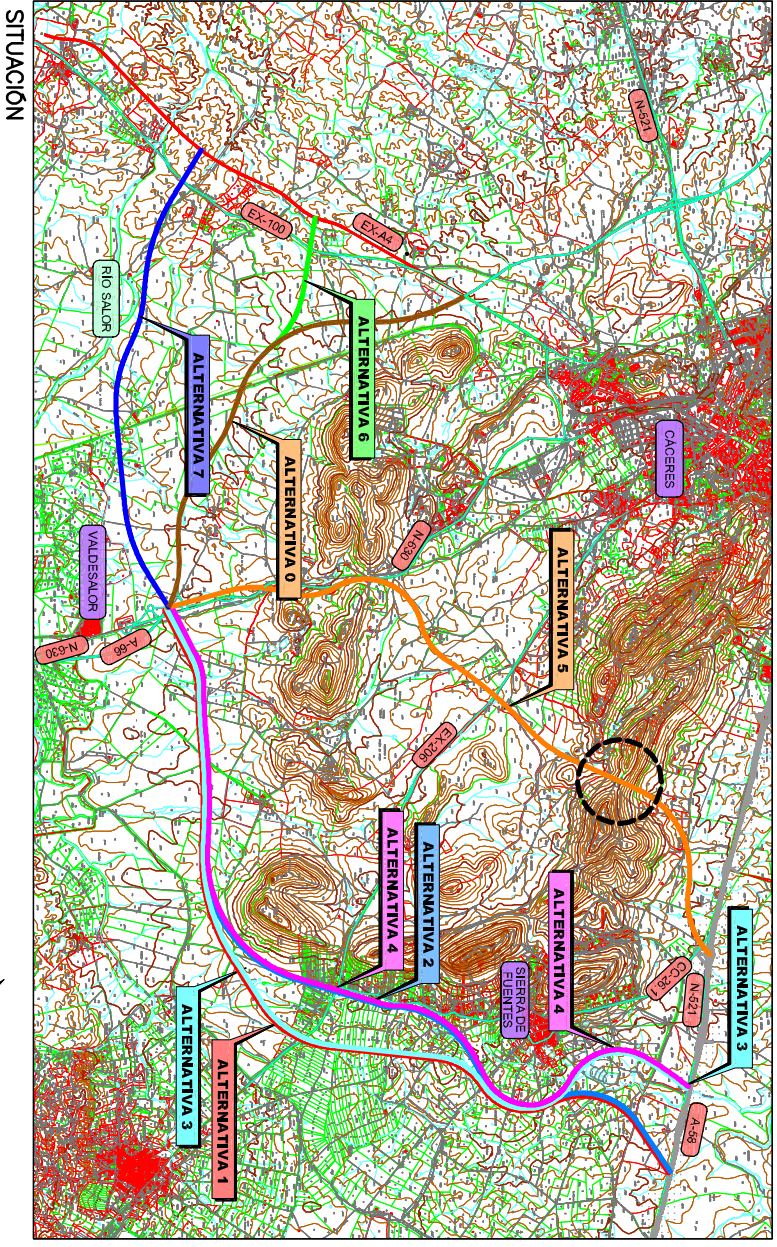 SITUACIÓN
N-521
EX-100
EX-A4
RÍO SALOR
ALTERNATIVA 6
ALTERNATIVA 7
ALTERNATIVA 0
CÁCERES
N-630
VALDESALOR
N-630
A-66
ALTERNATIVA 5
EX-206
ALTERNATIVA 4
ALTERNATIVA 2
ALTERNATIVA 4
SIERRA DE
FUENTES
CC-26.1
N-521
ALTERNATIVA 3
A-58
ALTERNATIVA 3
ALTERNATIVA 1